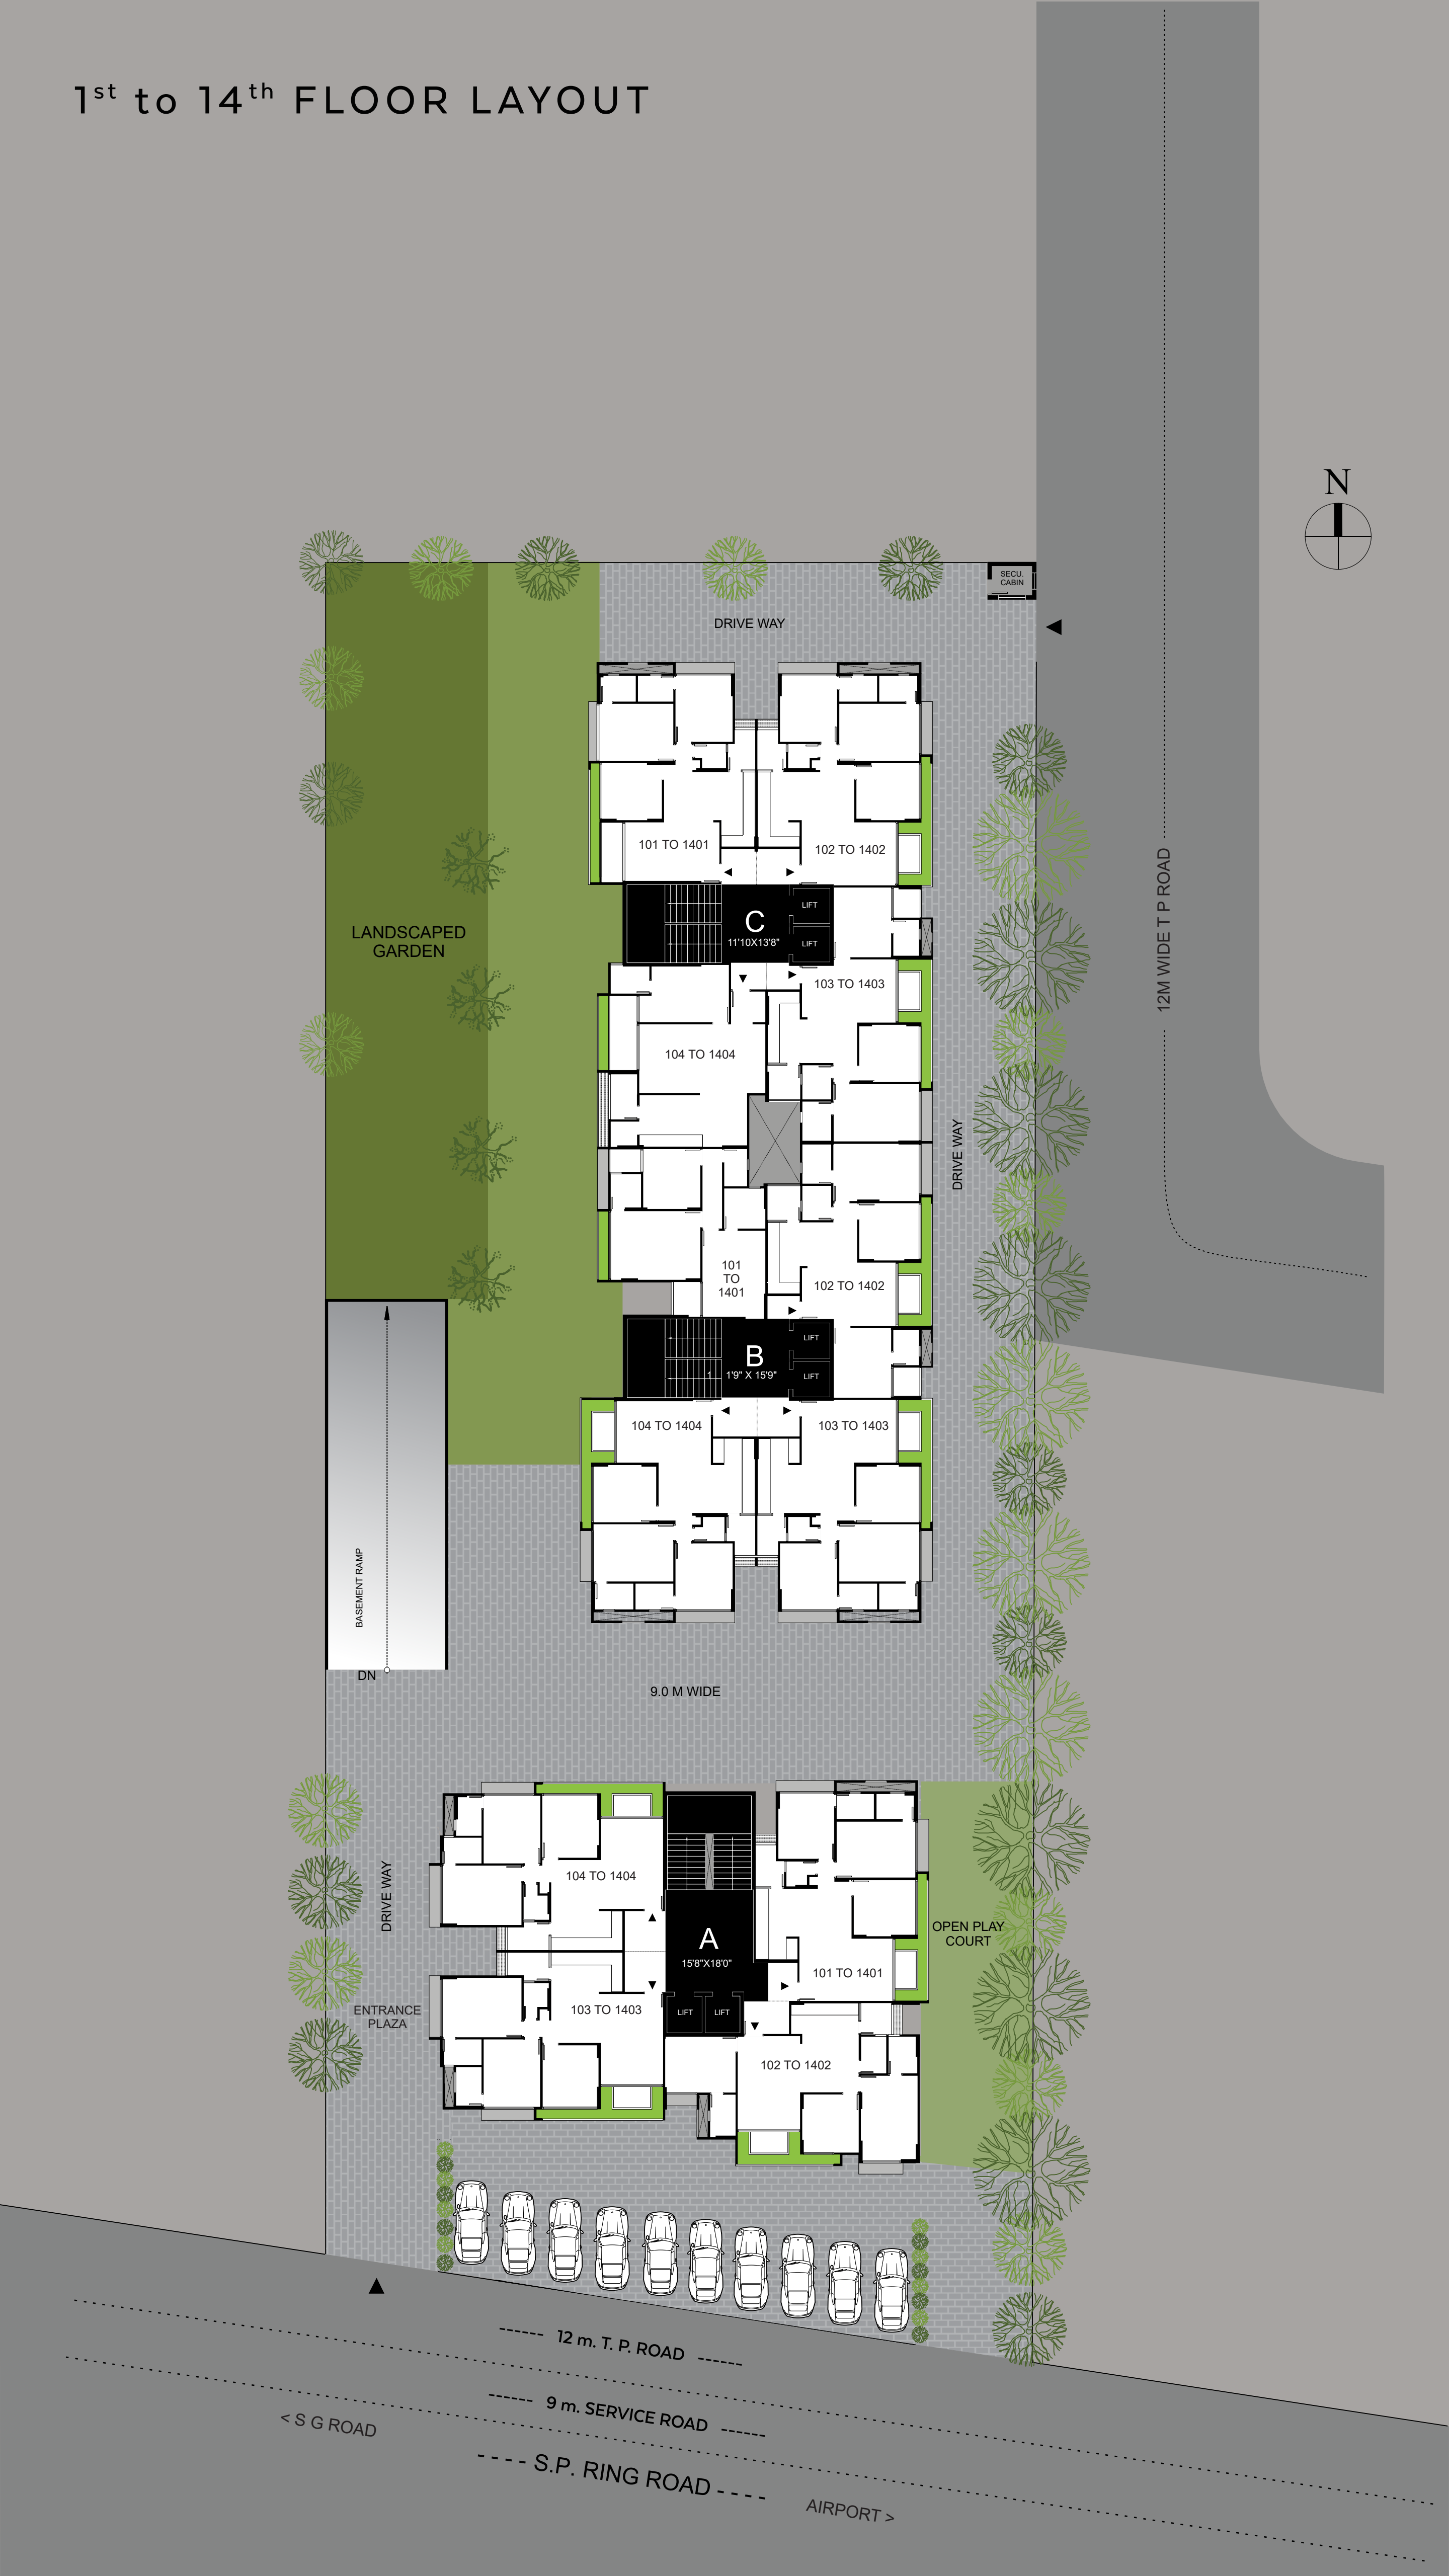 1st to 14th FLOOR LAYOUT
N
SECU.
CABIN
DRIVE WAY
101 TO 1401
102 TO 1402
12M WIDE T P ROAD
LIFT
C
11'10X13'8"
LIFT
LANDSCAPED
GARDEN
103 TO 1403
104 TO 1404
DRIVE WAY
101
TO
1401
102 TO 1402
LIFT
B
1'9" X 15'9"
LIFT
104 TO 1404
103 TO 1403
BASEMENT RAMP
DN
9.0 M WIDE
104 TO 1404
DRIVE WAY
A
15'8"X18'0"
OPEN PLAY
COURT
101 TO 1401
ENTRANCE
PLAZA
103 TO 1403
LIFT
LIFT
102 TO 1402
12 m. T. P. ROAD
9 m. SERVICE ROAD
< S G ROAD
S.P. RING ROAD
AIRPORT >